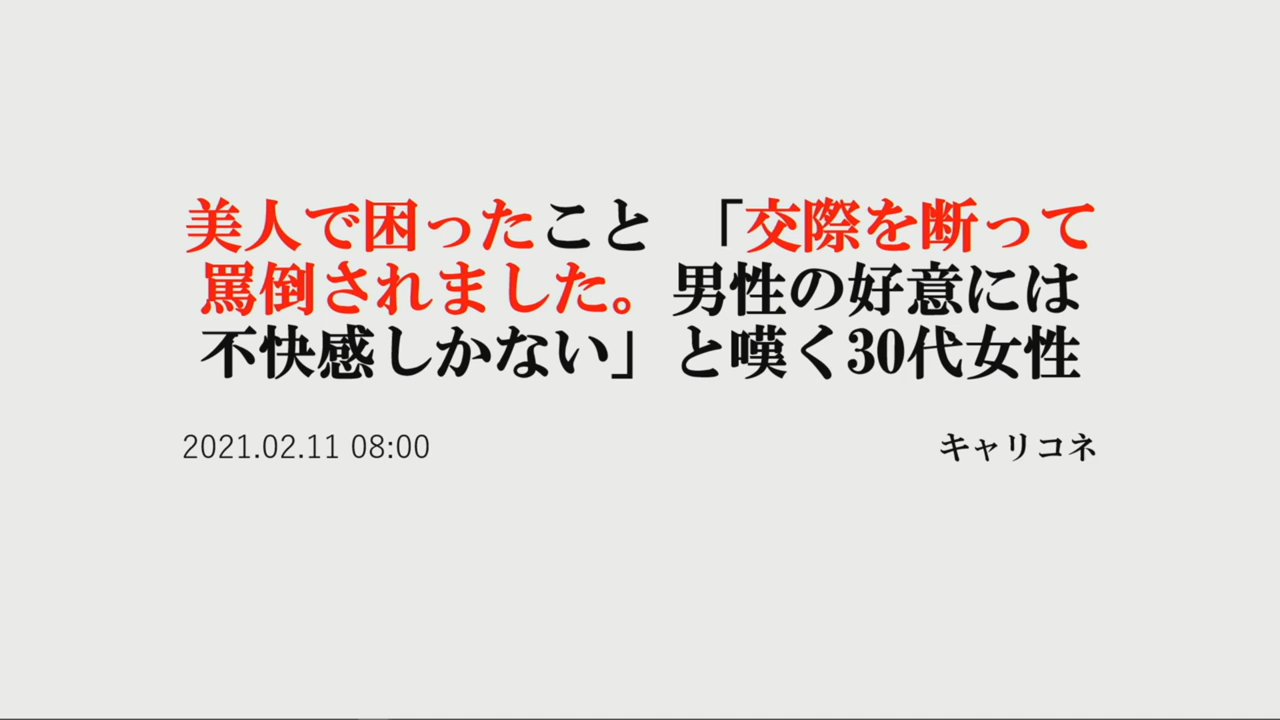 美人で困ったこと 「交際を断って
罵倒されました。男性の好意には
不快感しかない」と嘆く30代女性
2021.02.11 08:00
キャリコネ